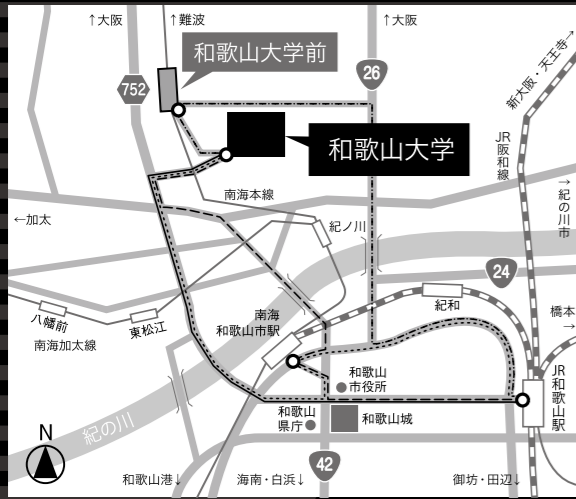 ↑大阪
↑難波
↑大阪
和歌山大学前
752
26
新大阪・天王寺→
和歌山大学
JR
阪和線
→紀の川市
南海本線
←加太
紀ノ川
24
八幡前
東松江
南海加太線
南海
和歌山市駅
紀和
橋本
→
和歌山
市役所
JR和歌山駅
和歌山
県庁
和歌山城
紀の川
N
42
和歌山港↓
海南・白浜↓
御坊・田辺↓